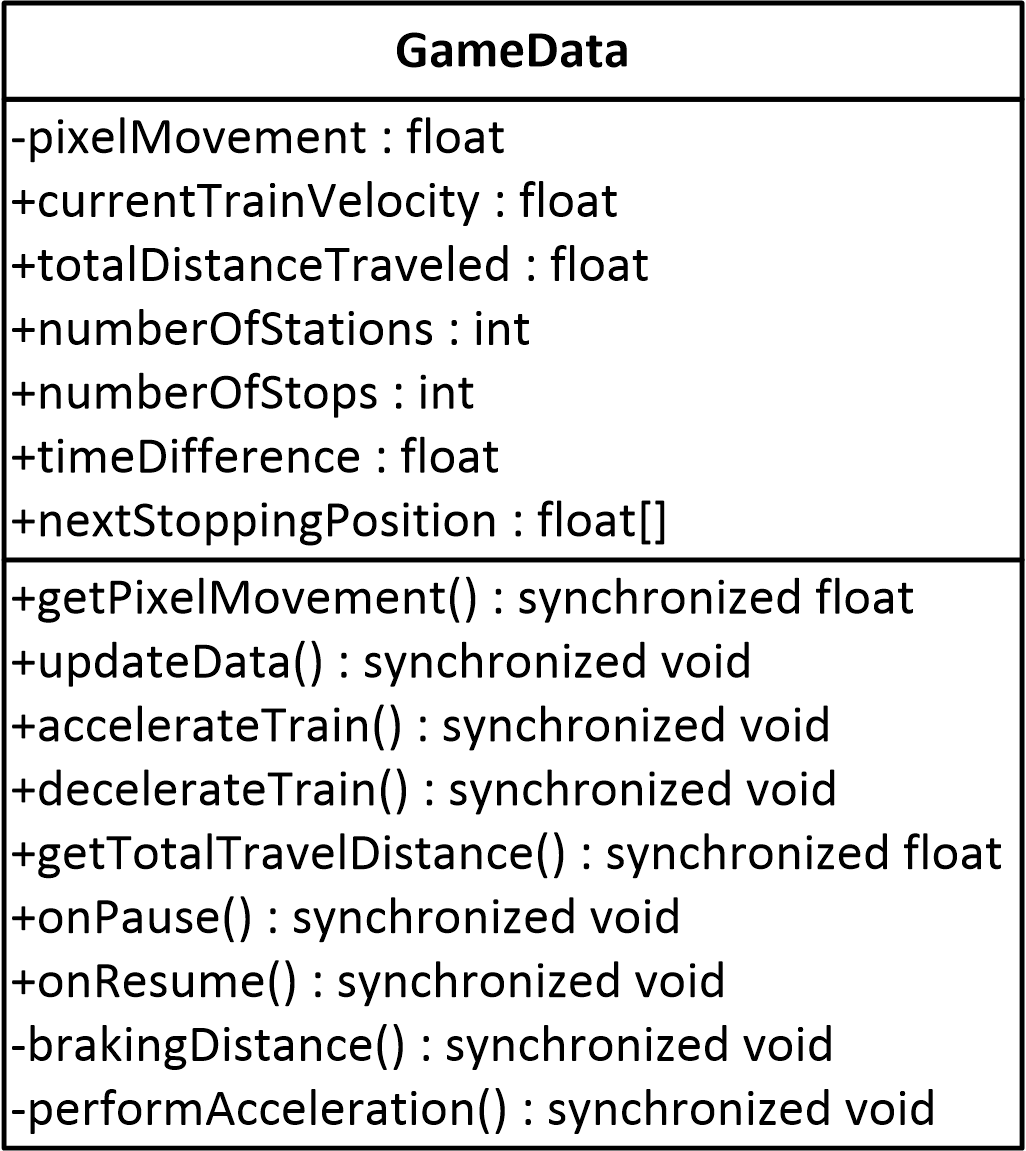 GameData
-pixelMovement : float
+currentTrainVelocity : float
+totalDistanceTraveled : float
+numberOfStations : int
+numberOfStops : int
+timeDifference : float
+nextStoppingPosition : float[]
+getPixelMovement() : synchronized float
+updateData() : synchronized void
+accelerateTrain() : synchronized void
+decelerateTrain() : synchronized void
+getTotalTravelDistance() : synchronized float
+onPause() : synchronized void
+onResume() : synchronized void
-brakingDistance() : synchronized void
-performAcceleration() : synchronized void